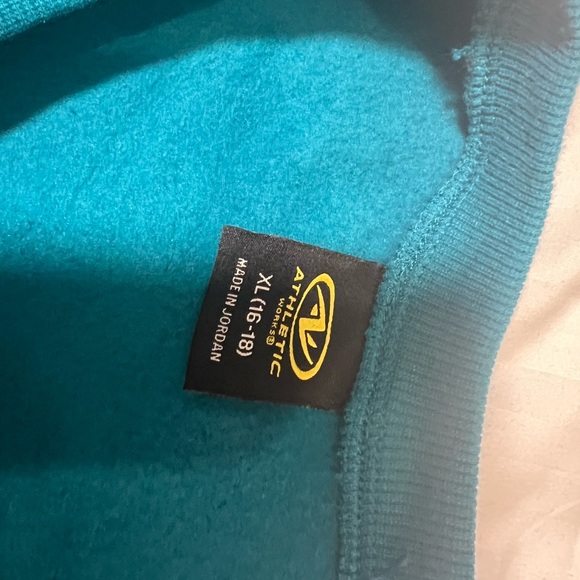 ATHLETIC
WORKS®
XL (16-18)
MADE IN JORDAN